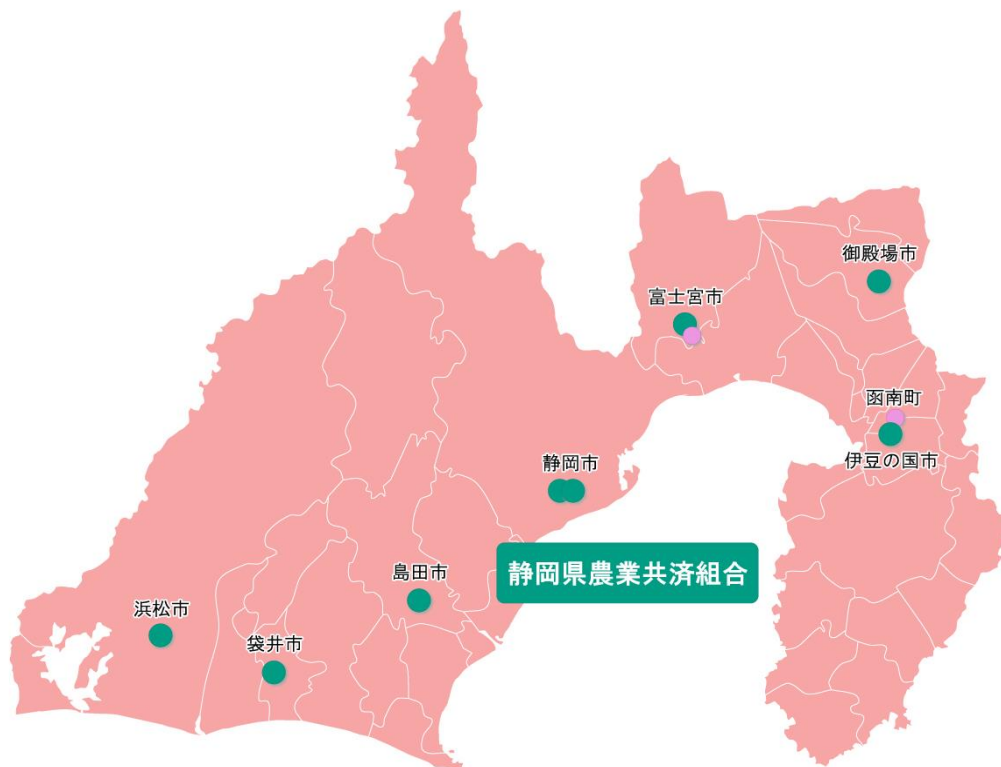 御殿場市
富士宮市
函南町
伊豆の国市
静岡市
静岡県農業共済組合
島田市
浜松市
袋井市